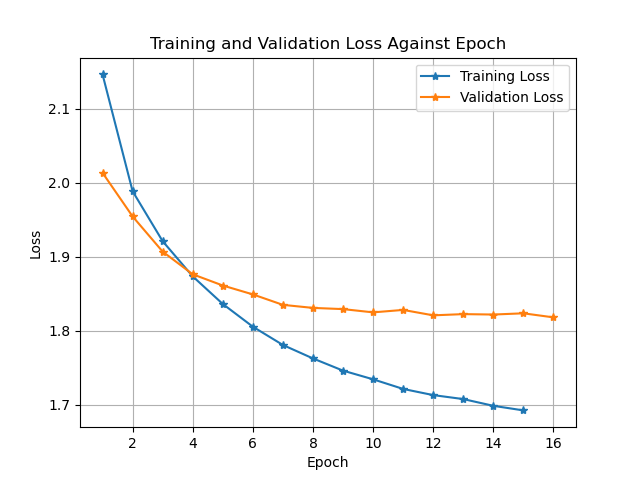 Training and Validation Loss Against Epoch
Training Loss
Validation Loss
2.1
2.0
1.9
1.8
1.7
Loss
2 4 6 8 10 12 14 16
Epoch